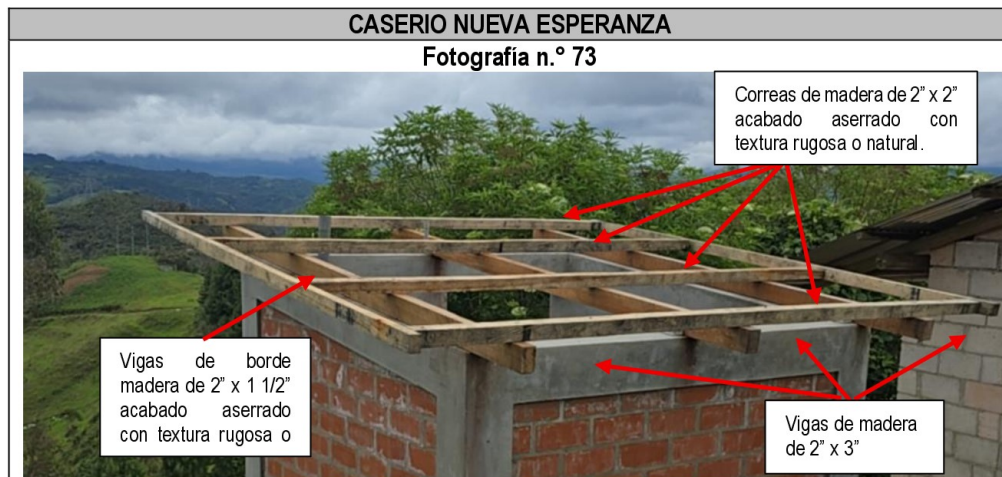 CASERIO NUEVA ESPERANZA
Fotografía n.° 73
Correas de madera de 2” x 2”
acabado aserrado con
textura rugosa o natural.
Vigas de borde
madera de 2” x 1 1/2”
acabado aserrado
con textura rugosa o
Vigas de madera
de 2” x 3”